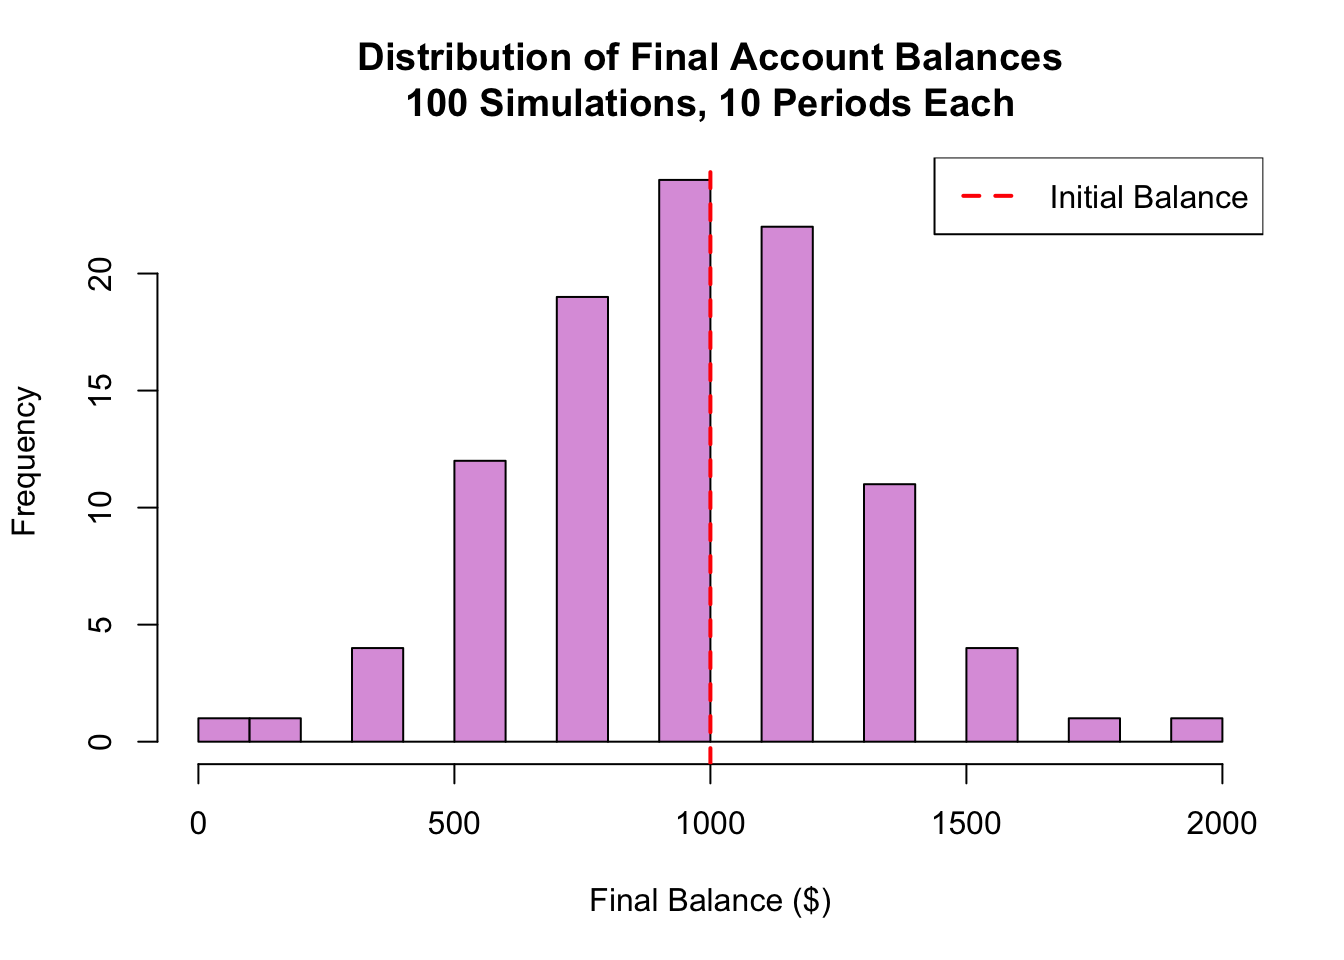 Distribution of Final Account Balances
100 Simulations, 10 Periods Each
Initial Balance
Frequency
20
15
10
5
0
0 500 1000 1500 2000
Final Balance ($)